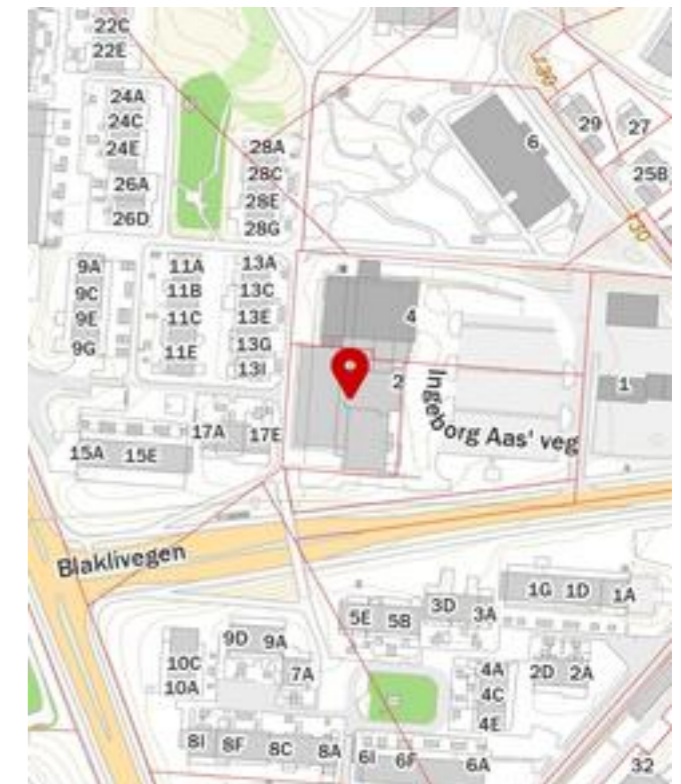 22C
22E
24A
24C
24E
26A
26D
28A
28C
28E
28G
6
29
27
25B
30
30
9A
9C
9E
9G
11A
11B
11C
11E
13A
13C
13E
13G
13I
4
2
1
Ingeborg Aas' veg
17A
17E
15A
15E
Blaklivegen
5E
5B
3D
3A
1G
1D
1A
9D
9A
10C
10A
7A
4A
4C
4E
2D
2A
8I
8F
8C
8A
6I
6F
6A
32